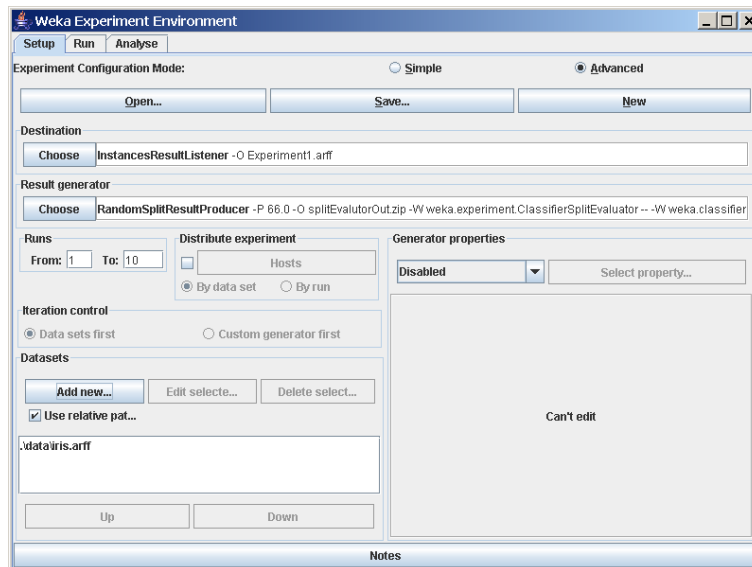 Weka Experiment Environment
Setup Run Analyse
Experiment Configuration Mode: Simple Advanced
Open... Save... New
Destination
Choose InstancesResultListener -O Experiment1.arff
Result generator
Choose RandomSplitResultProducer -P 66.0 -O splitEvalutorOut.zip -W weka.experiment.ClassifierSplitEvaluator -- -W weka.classifier
Runs Distribute experiment Generator properties
From: 1 To: 10 Hosts Disabled Select property...
By data set By run
Iteration control
Data sets first Custom generator first
Datasets
Add new... Edit selecte... Delete select...
Use relative pat... Can't edit
.\data\iris.arff
Up Down
Notes